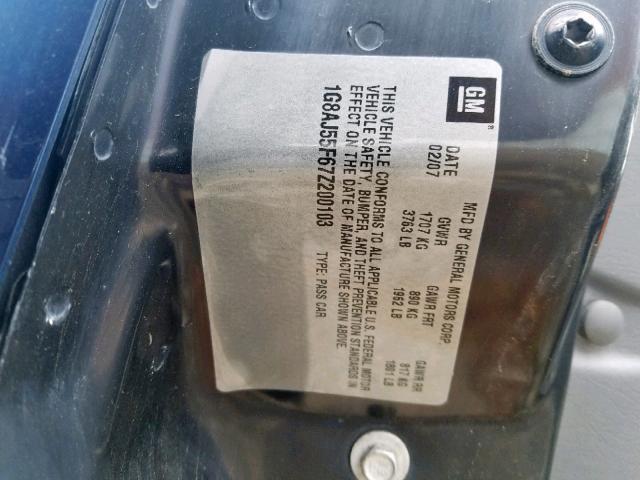 GM
MFD BY GENERAL MOTORS CORP.
DATE GVWR GAWR FRT GAWR RR
02/07 1707 KG 890 KG 817 KG
3763 LB 1962 LB 1801 LB
THIS VEHICLE CONFORMS TO ALL APPLICABLE U.S. FEDERAL MOTOR
VEHICLE SAFETY, BUMPER, AND THEFT PREVENTION STANDARDS IN
EFFECT ON THE DATE OF MANUFACTURE SHOWN ABOVE.
1G8AJ55F67Z200103 TYPE: PASS CAR